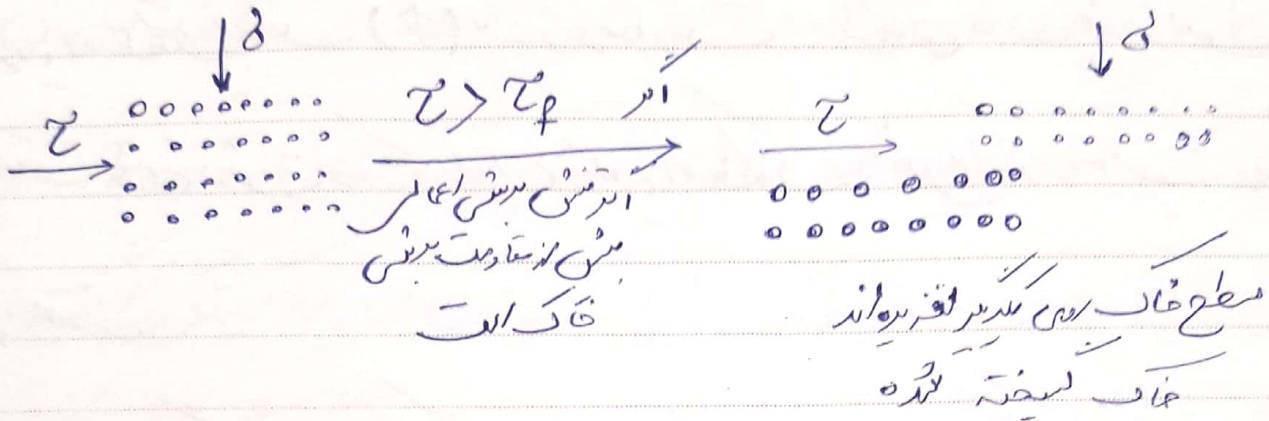 σ
τ
اگر τ > τf
اگر تنش برشی اعمالی
بیش از مقاومت برشی
خاک است
σ
τ
سطح خاک روی یکدیگر لغزیده‌اند
خاک گسیخته شده